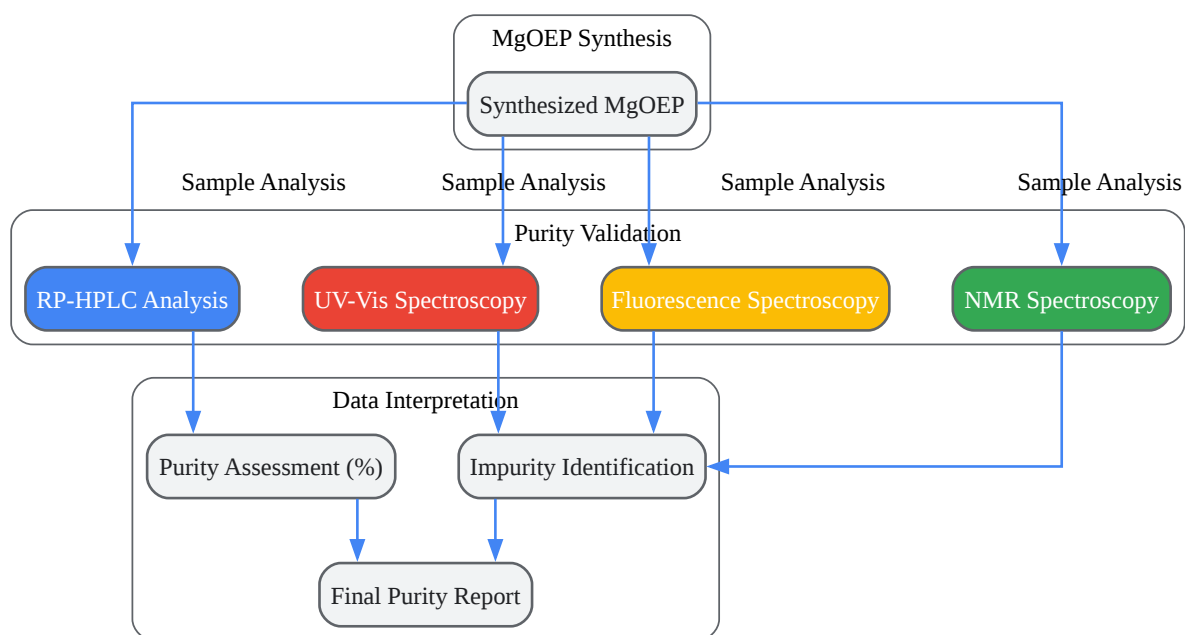 MgOEP Synthesis
Synthesized MgOEP
Sample Analysis
Sample Analysis
Sample Analysis
Sample Analysis
Purity Validation
RP-HPLC Analysis
UV-Vis Spectroscopy
Fluorescence Spectroscopy
NMR Spectroscopy
Data Interpretation
Purity Assessment (%)
Impurity Identification
Final Purity Report